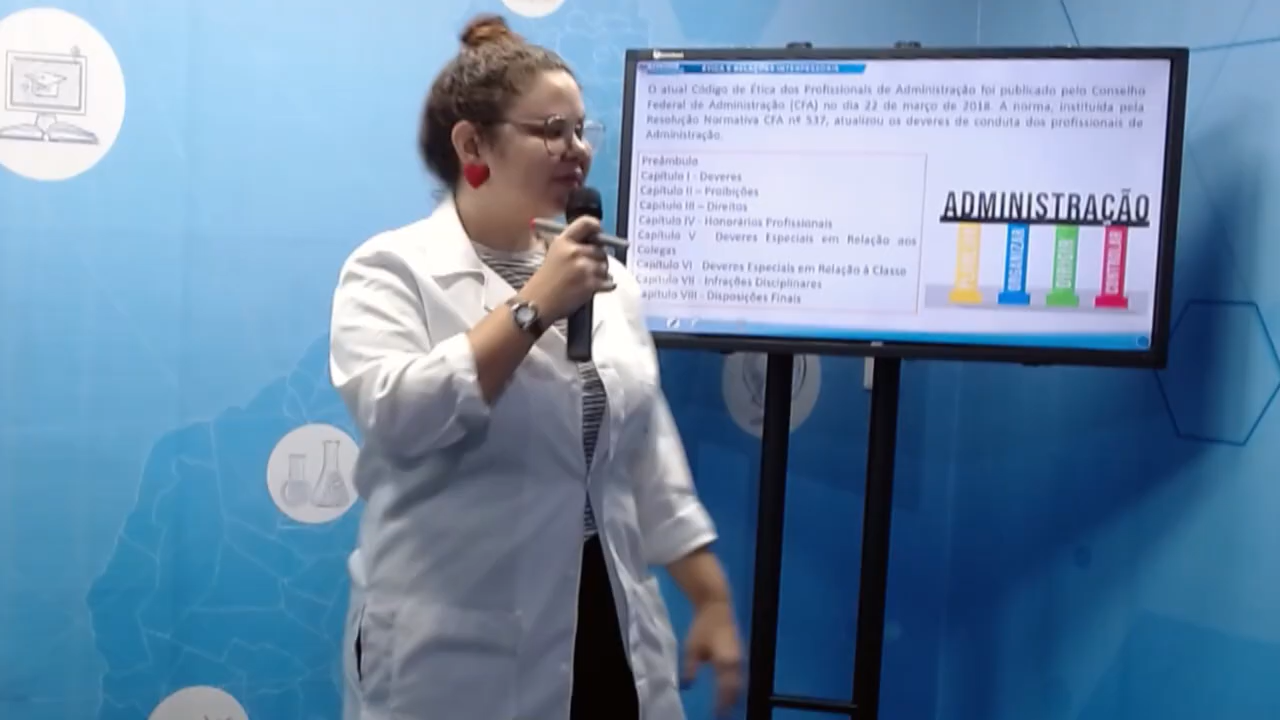 ÉTICA E RELAÇÕES INTERPESSOAIS
O atual Código de Ética dos Profissionais de Administração foi publicado pelo Conselho
Federal de Administração (CFA) no dia 22 de março de 2018. A norma, instituída pela
Resolução Normativa CFA nº 537, atualizou os deveres de conduta dos profissionais de
Administração.
Preâmbulo
Capítulo I - Deveres
Capítulo II – Proibições
Capítulo III – Direitos
Capítulo IV - Honorários Profissionais
Capítulo V Deveres Especiais em Relação aos
Colegas
Capítulo VI - Deveres Especiais em Relação à Classe
Capítulo VII - Infrações Disciplinares
apítulo VIII - Disposições Finais
ADMINISTRAÇÃO
ORGANIZAR
DIRIGIR
CONTROLAR